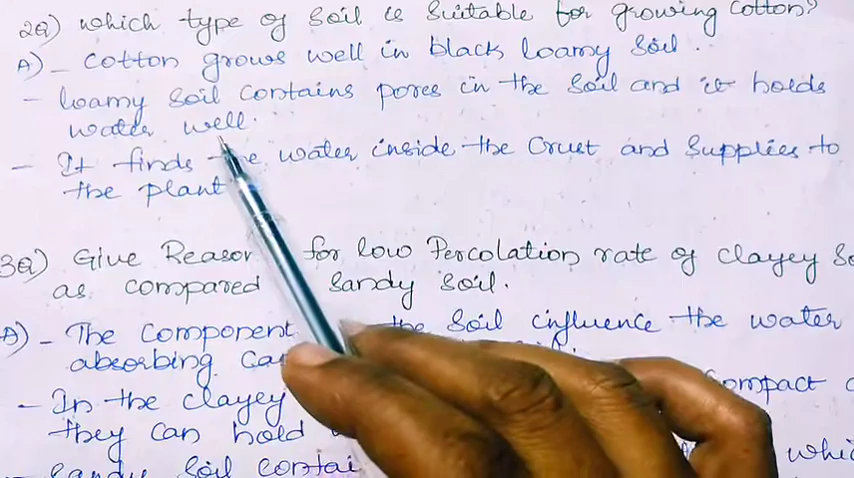 2Q) which type of soil is suitable for growing cotton?
A) - cotton grows well in black loamy soil.
- loamy soil contains pores in the soil and it holds
water well.
- It finds the water inside the crust and supplies to
the plant
3Q) Give Reason for low Percolation rate of clayey
as compared sandy soil.
A) - The component the soil influence the water
absorbing
- In the clayey compact
they can hold
- sandy soil